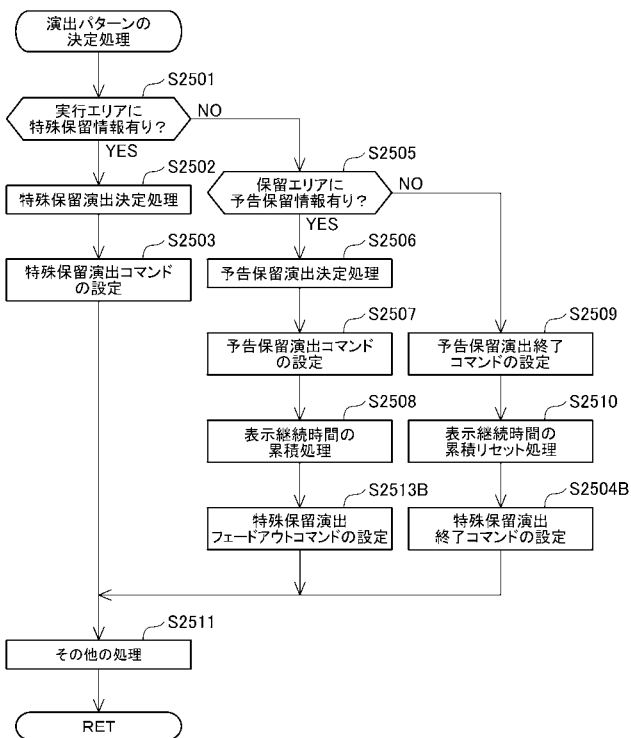 演出パターンの
決定処理
S2501
実行エリアに
特殊保留情報有り？
NO
YES
S2502
特殊保留演出決定処理
S2503
特殊保留演出コマンド
の設定
S2505
保留エリアに
予告保留情報有り？
NO
YES
S2506
予告保留演出決定処理
S2507
予告保留演出コマンド
の設定
S2508
表示継続時間の
累積処理
S2513B
特殊保留演出
フェードアウトコマンドの設定
S2509
予告保留演出終了
コマンドの設定
S2510
表示継続時間の
累積リセット処理
S2504B
特殊保留演出
終了コマンドの設定
S2511
その他の処理
RET